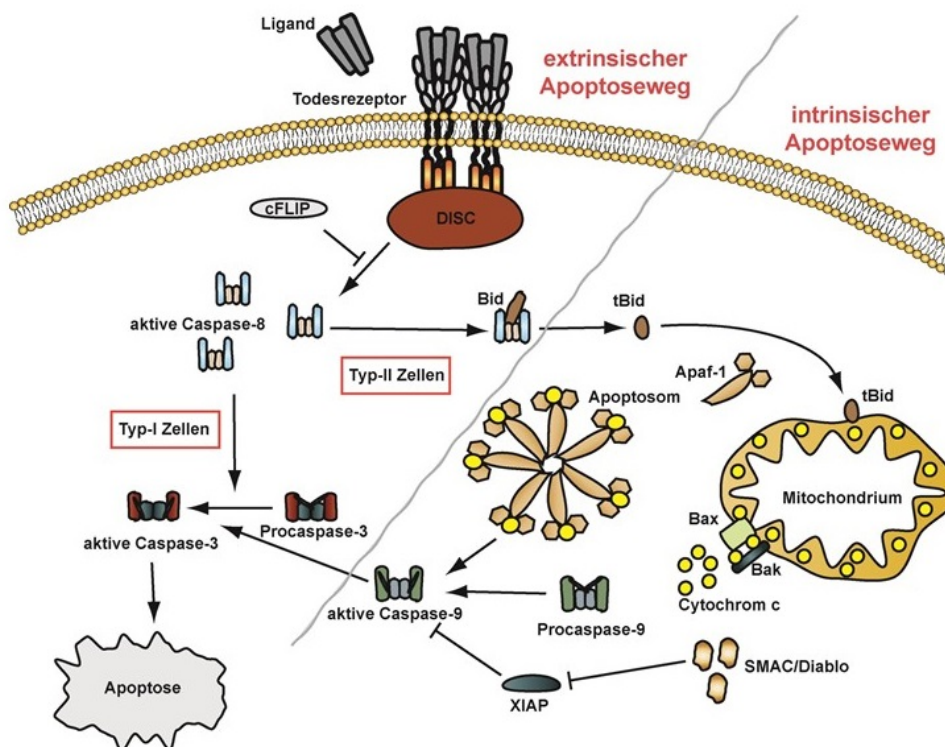 Ligand
extrinsischer
Apoptoseweg
Todesrezeptor
intrinsischer
Apoptoseweg
cFLIP
DISC
aktive Caspase-8
Bid
tBid
Typ-II Zellen
Apaf-1
tBid
Apoptosom
Typ-I Zellen
Mitochondrium
Procaspase-3
aktive Caspase-3
Bax
Bak
Cytochrom c
aktive Caspase-9
Procaspase-9
SMAC/Diablo
XIAP
Apoptose